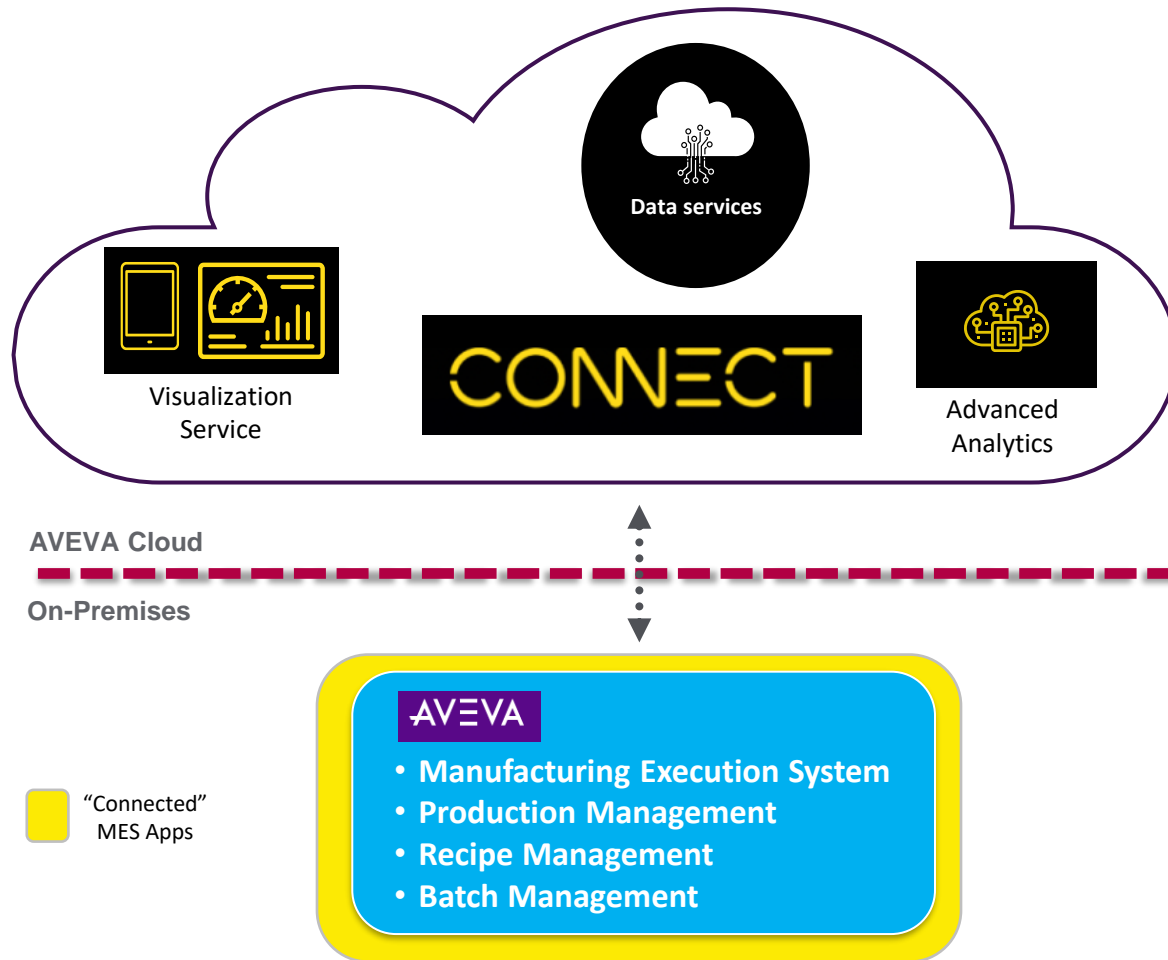 Data services
Visualization
Service
CONNECT
Advanced
Analytics
AVEVA Cloud
On-Premises
AVEVA
• Manufacturing Execution System
• Production Management
• Recipe Management
• Batch Management
“Connected”
MES Apps